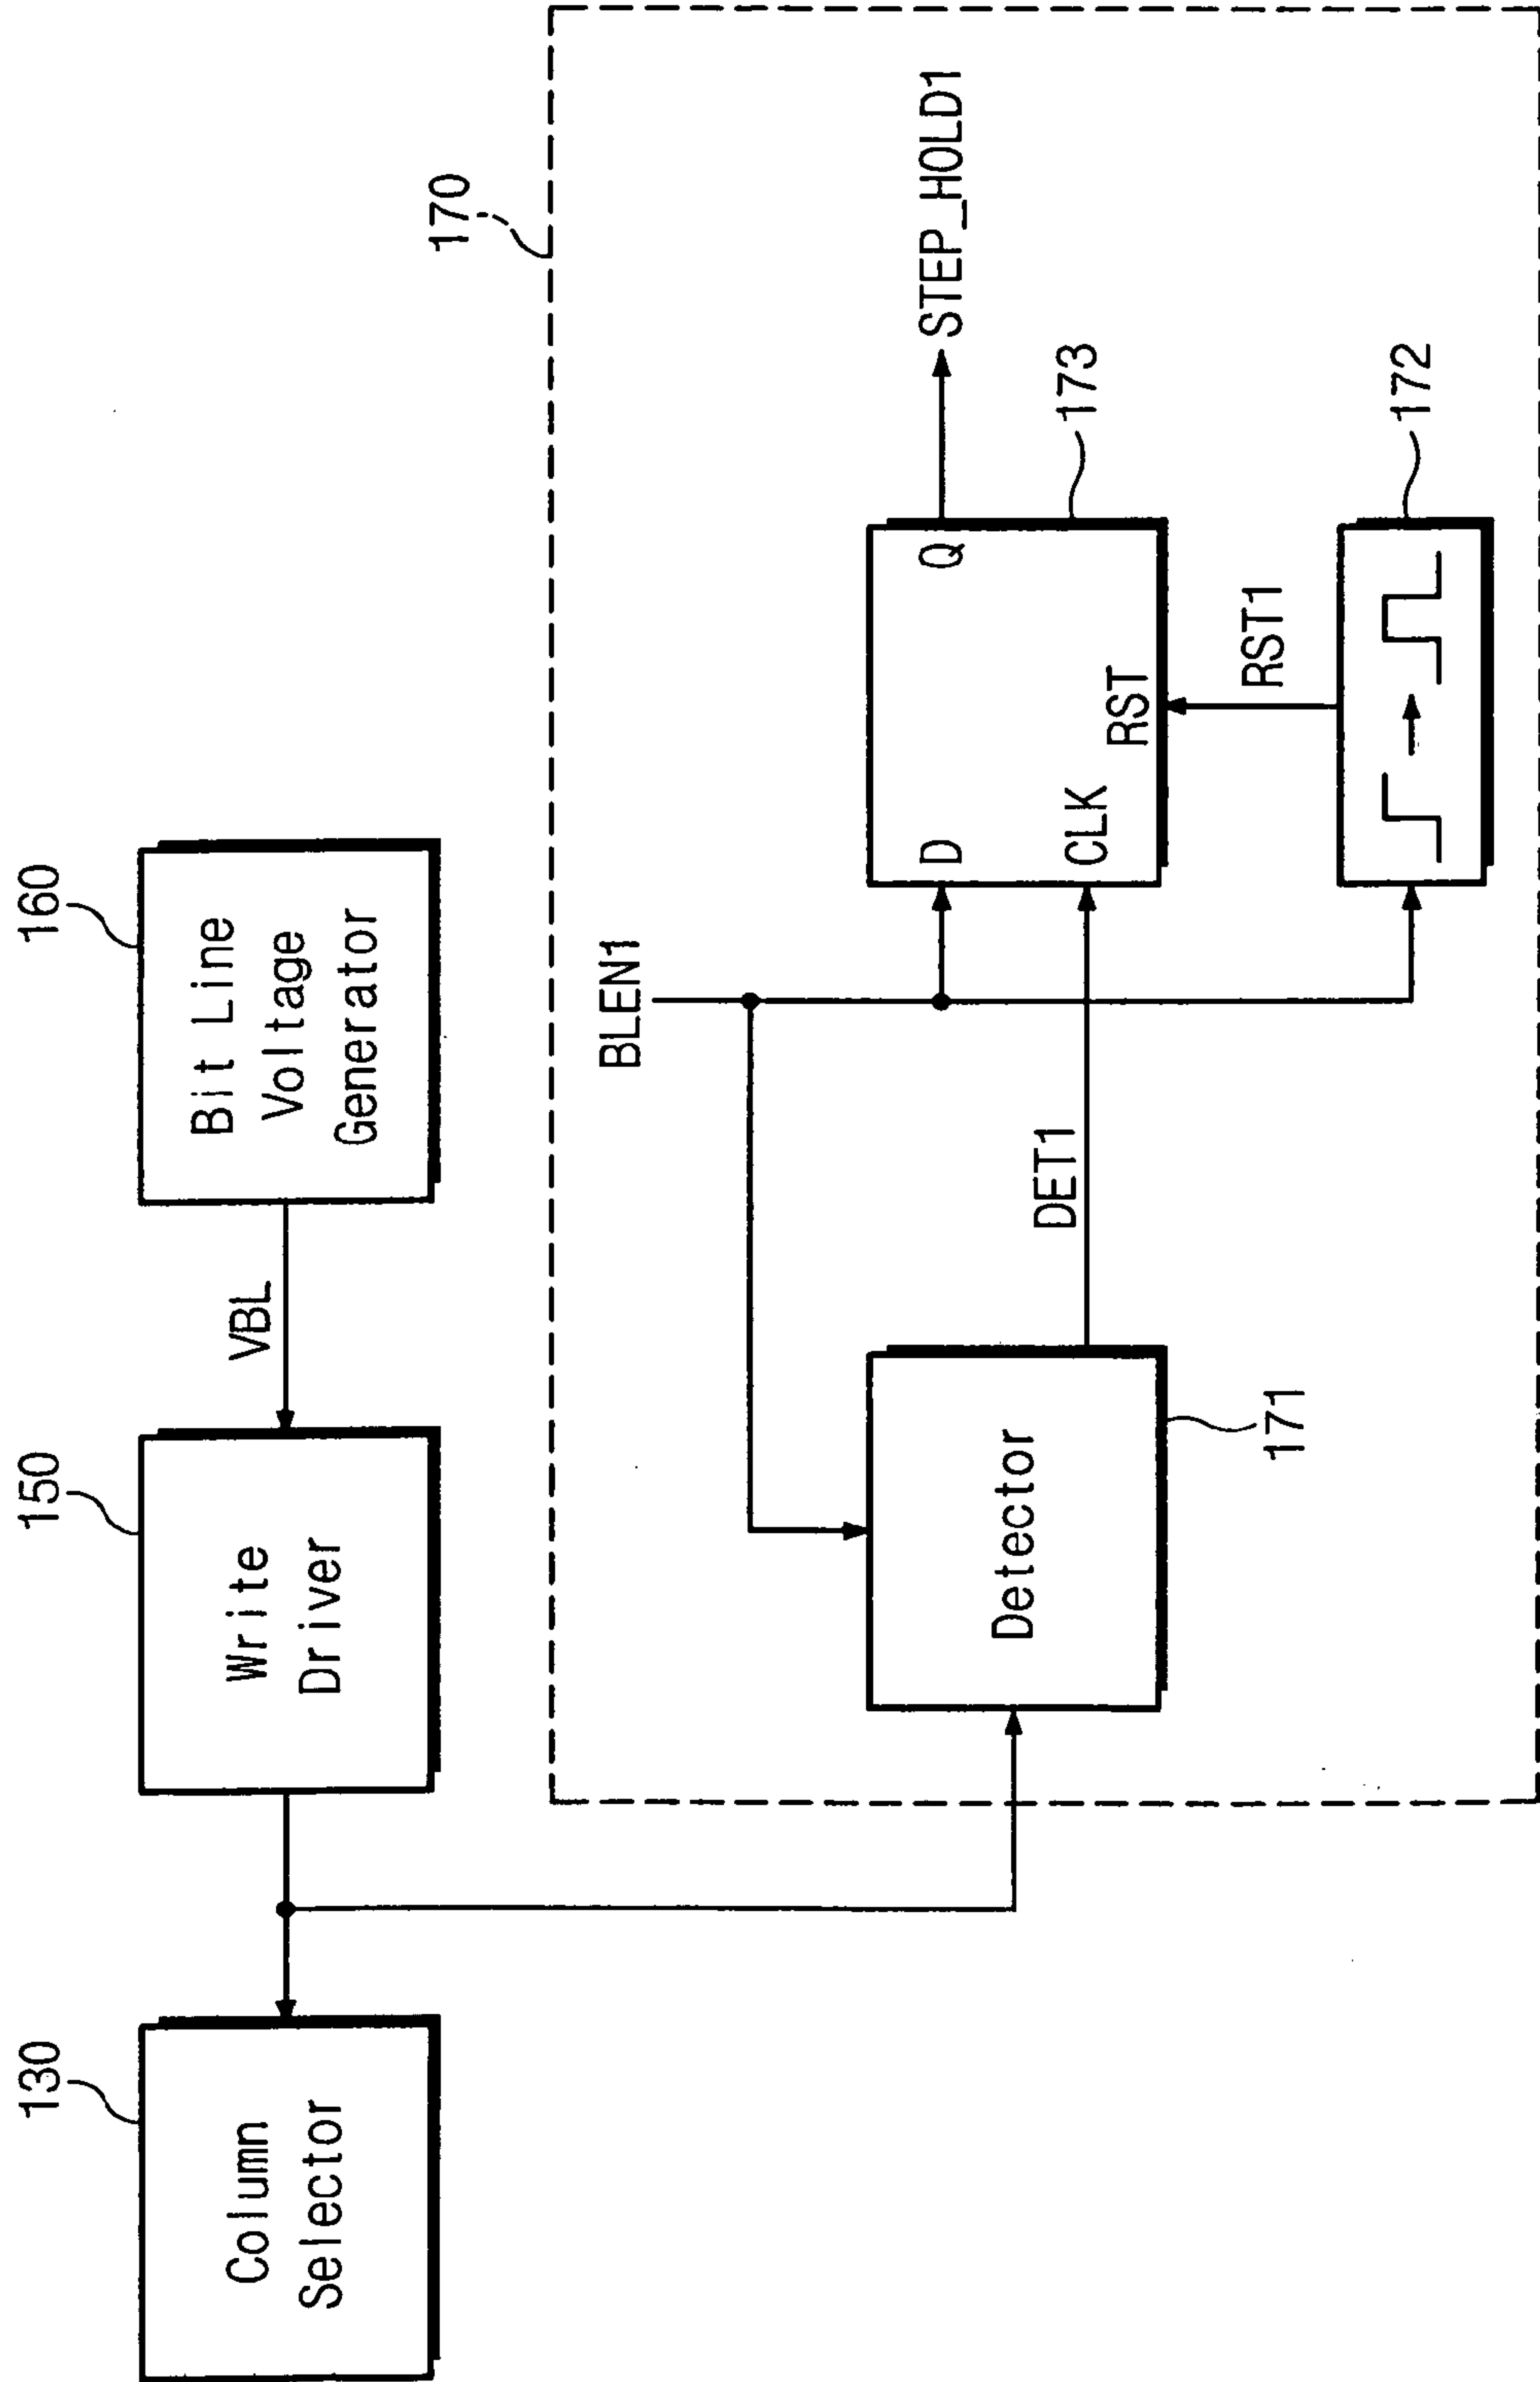 130
150
160
Column
Selector
Write
Driver
VBL
Bit Line
Voltage
Generator
170
BLEN1
Detector
171
DET1
D
Q
CLK
RST
STEP_HOLD1
173
RST1
172